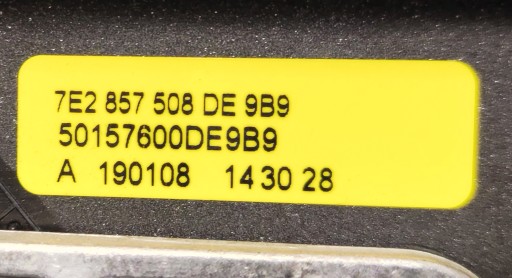 7E2 857 508 DE 9B9
50157600DE9B9
A 190108 14 30 28